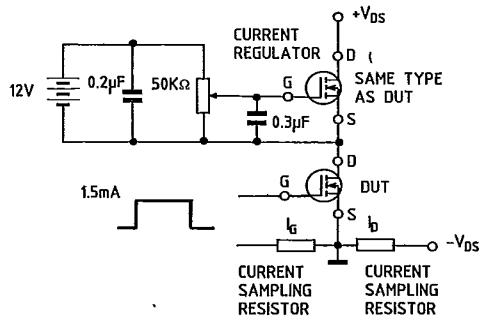 +VDS
CURRENT
REGULATOR
D
G
SAME TYPE
AS DUT
12V
0.2µF
50KΩ
0.3µF
S
D
G
DUT
1.5mA
S
IG
ID
-VDS
CURRENT
SAMPLING
RESISTOR
CURRENT
SAMPLING
RESISTOR